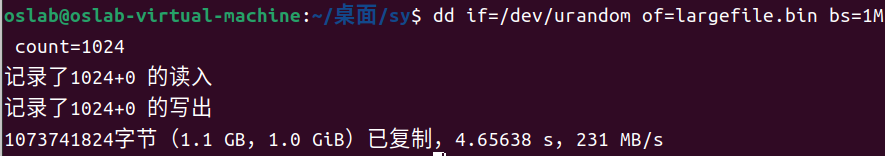 oslab@oslab-virtual-machine:~/桌面/sy$ dd if=/dev/urandom of=largefile.bin bs=1M
 count=1024
记录了1024+0 的读入
记录了1024+0 的写出
1073741824字节（1.1 GB，1.0 GiB）已复制，4.65638 s，231 MB/s